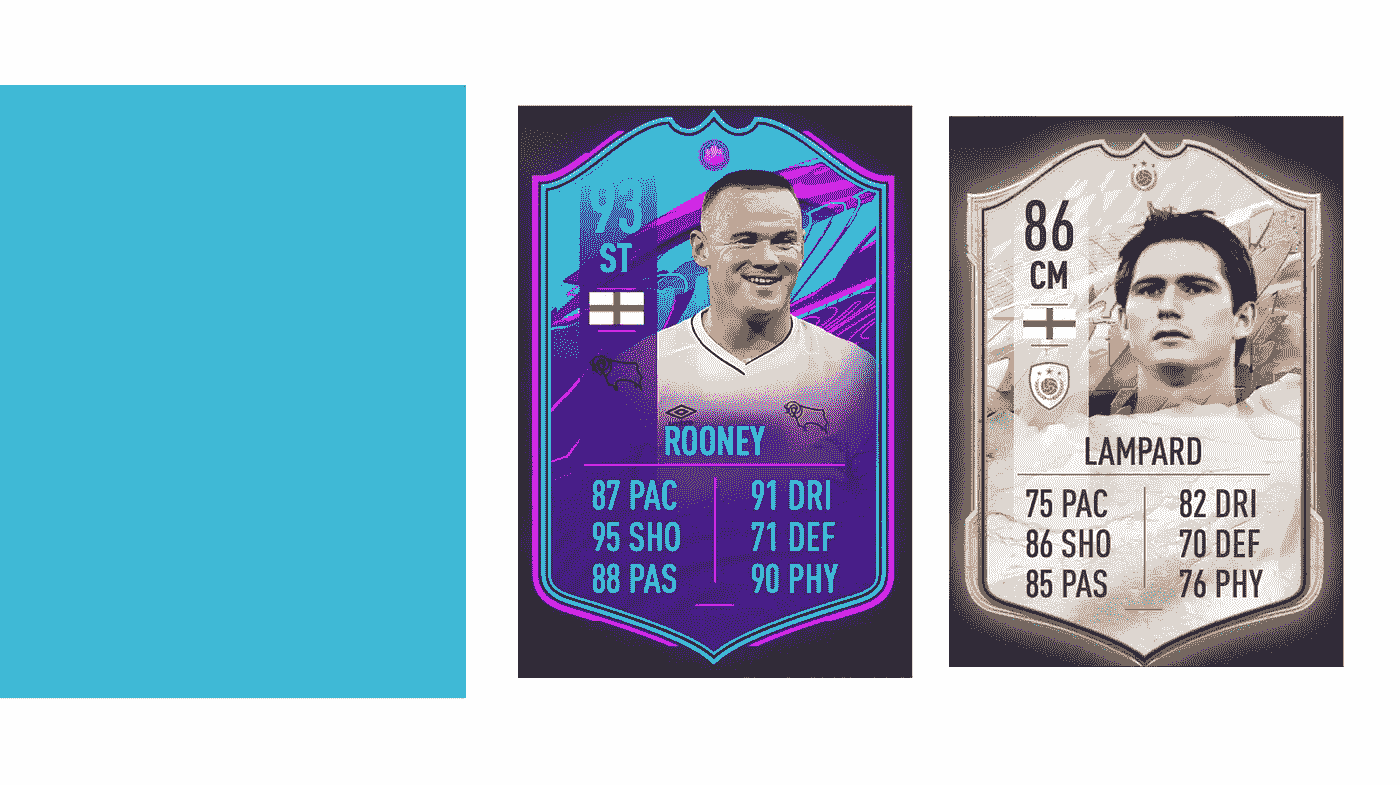 93
ST
ROONEY
87 PAC 91 DRI
95 SHO 71 DEF
88 PAS 90 PHY
86
CM
LAMPARD
75 PAC 82 DRI
86 SHO 70 DEF
85 PAS 76 PHY